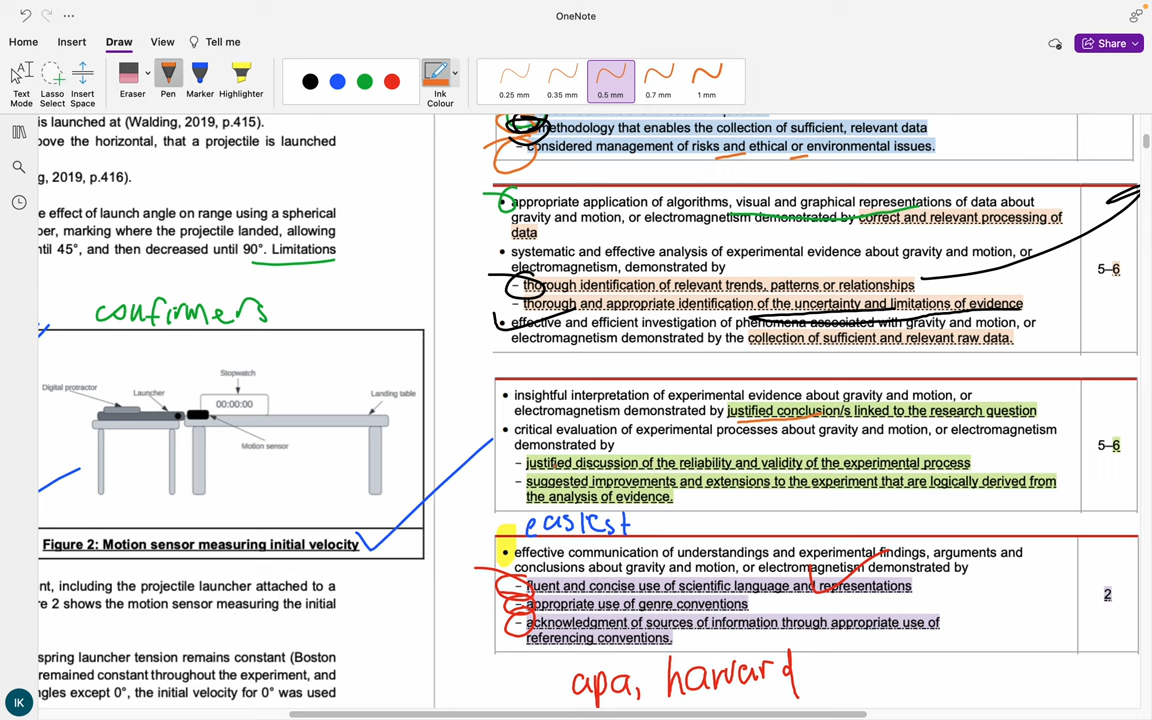 OneNote
Home Insert Draw View Tell me
Share
Text Mode
Lasso Select
Insert Space
Eraser
Pen
Marker
Highlighter
Ink Colour
0.25 mm
0.35 mm
0.5 mm
0.7 mm
1 mm
is launched at (Walding, 2019, p.415).
bove the horizontal, that a projectile is launched
g, 2019, p.416).
e effect of launch angle on range using a spherical
er, marking where the projectile landed, allowing
ntil 45°, and then decreased until 90°. Limitations
confirmers
Stopwatch
Digital protractor
Launcher
Landing table
00:00:00
Motion sensor
Figure 2: Motion sensor measuring initial velocity
nt, including the projectile launcher attached to a
re 2 shows the motion sensor measuring the initial
spring launcher tension remains constant (Boston
remained constant throughout the experiment, and
ngles except 0°, the initial velocity for 0° was used
methodology that enables the collection of sufficient, relevant data
– considered management of risks and ethical or environmental issues.
• appropriate application of algorithms, visual and graphical representations of data about
gravity and motion, or electromagnetism demonstrated by correct and relevant processing of
data
• systematic and effective analysis of experimental evidence about gravity and motion, or
electromagnetism, demonstrated by
– thorough identification of relevant trends, patterns or relationships
– thorough and appropriate identification of the uncertainty and limitations of evidence
• effective and efficient investigation of phenomena associated with gravity and motion, or
electromagnetism demonstrated by the collection of sufficient and relevant raw data.
5–6
• insightful interpretation of experimental evidence about gravity and motion, or
electromagnetism demonstrated by justified conclusion/s linked to the research question
• critical evaluation of experimental processes about gravity and motion, or electromagnetism
demonstrated by
– justified discussion of the reliability and validity of the experimental process
– suggested improvements and extensions to the experiment that are logically derived from
the analysis of evidence.
5–6
easiest
• effective communication of understandings and experimental findings, arguments and
conclusions about gravity and motion, or electromagnetism demonstrated by
– fluent and concise use of scientific language and representations
– appropriate use of genre conventions
– acknowledgment of sources of information through appropriate use of
referencing conventions.
2
apa, harvard
IK